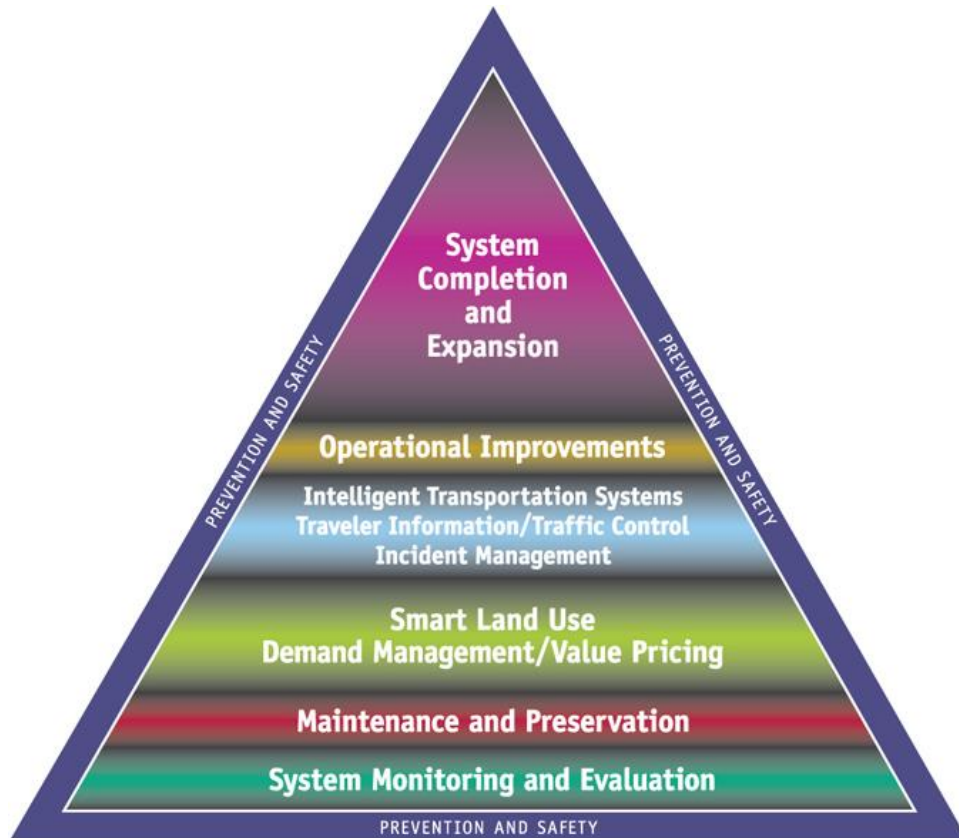 System
Completion
and
Expansion
PREVENTION AND SAFETY
PREVENTION AND SAFETY
Operational Improvements
Intelligent Transportation Systems
Traveler Information/Traffic Control
Incident Management
Smart Land Use
Demand Management/Value Pricing
Maintenance and Preservation
System Monitoring and Evaluation
PREVENTION AND SAFETY